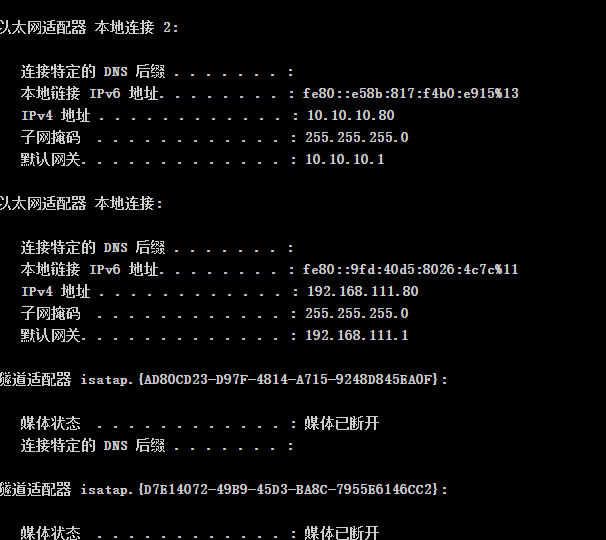 以太网适配器 本地连接 2:
连接特定的 DNS 后缀 . . . . . . . :
本地链接 IPv6 地址. . . . . . . . : fe80::e58b:817:f4b0:e915%13
IPv4 地址 . . . . . . . . . . . . : 10.10.10.80
子网掩码 . . . . . . . . . . . . : 255.255.255.0
默认网关. . . . . . . . . . . . . : 10.10.10.1
以太网适配器 本地连接:
连接特定的 DNS 后缀 . . . . . . . :
本地链接 IPv6 地址. . . . . . . . : fe80::9fd:40d5:8026:4c7c%11
IPv4 地址 . . . . . . . . . . . . : 192.168.111.80
子网掩码 . . . . . . . . . . . . : 255.255.255.0
默认网关. . . . . . . . . . . . . : 192.168.111.1
隧道适配器 isatap.{AD80CD23-D97F-4814-A715-9248D845EA0F}:
媒体状态 . . . . . . . . . . . . : 媒体已断开
连接特定的 DNS 后缀 . . . . . . . :
隧道适配器 isatap.{D7E14072-49B9-45D3-BA8C-7955E6146CC2}:
媒体状态 . . . . . . . . . . . . : 媒体已断开